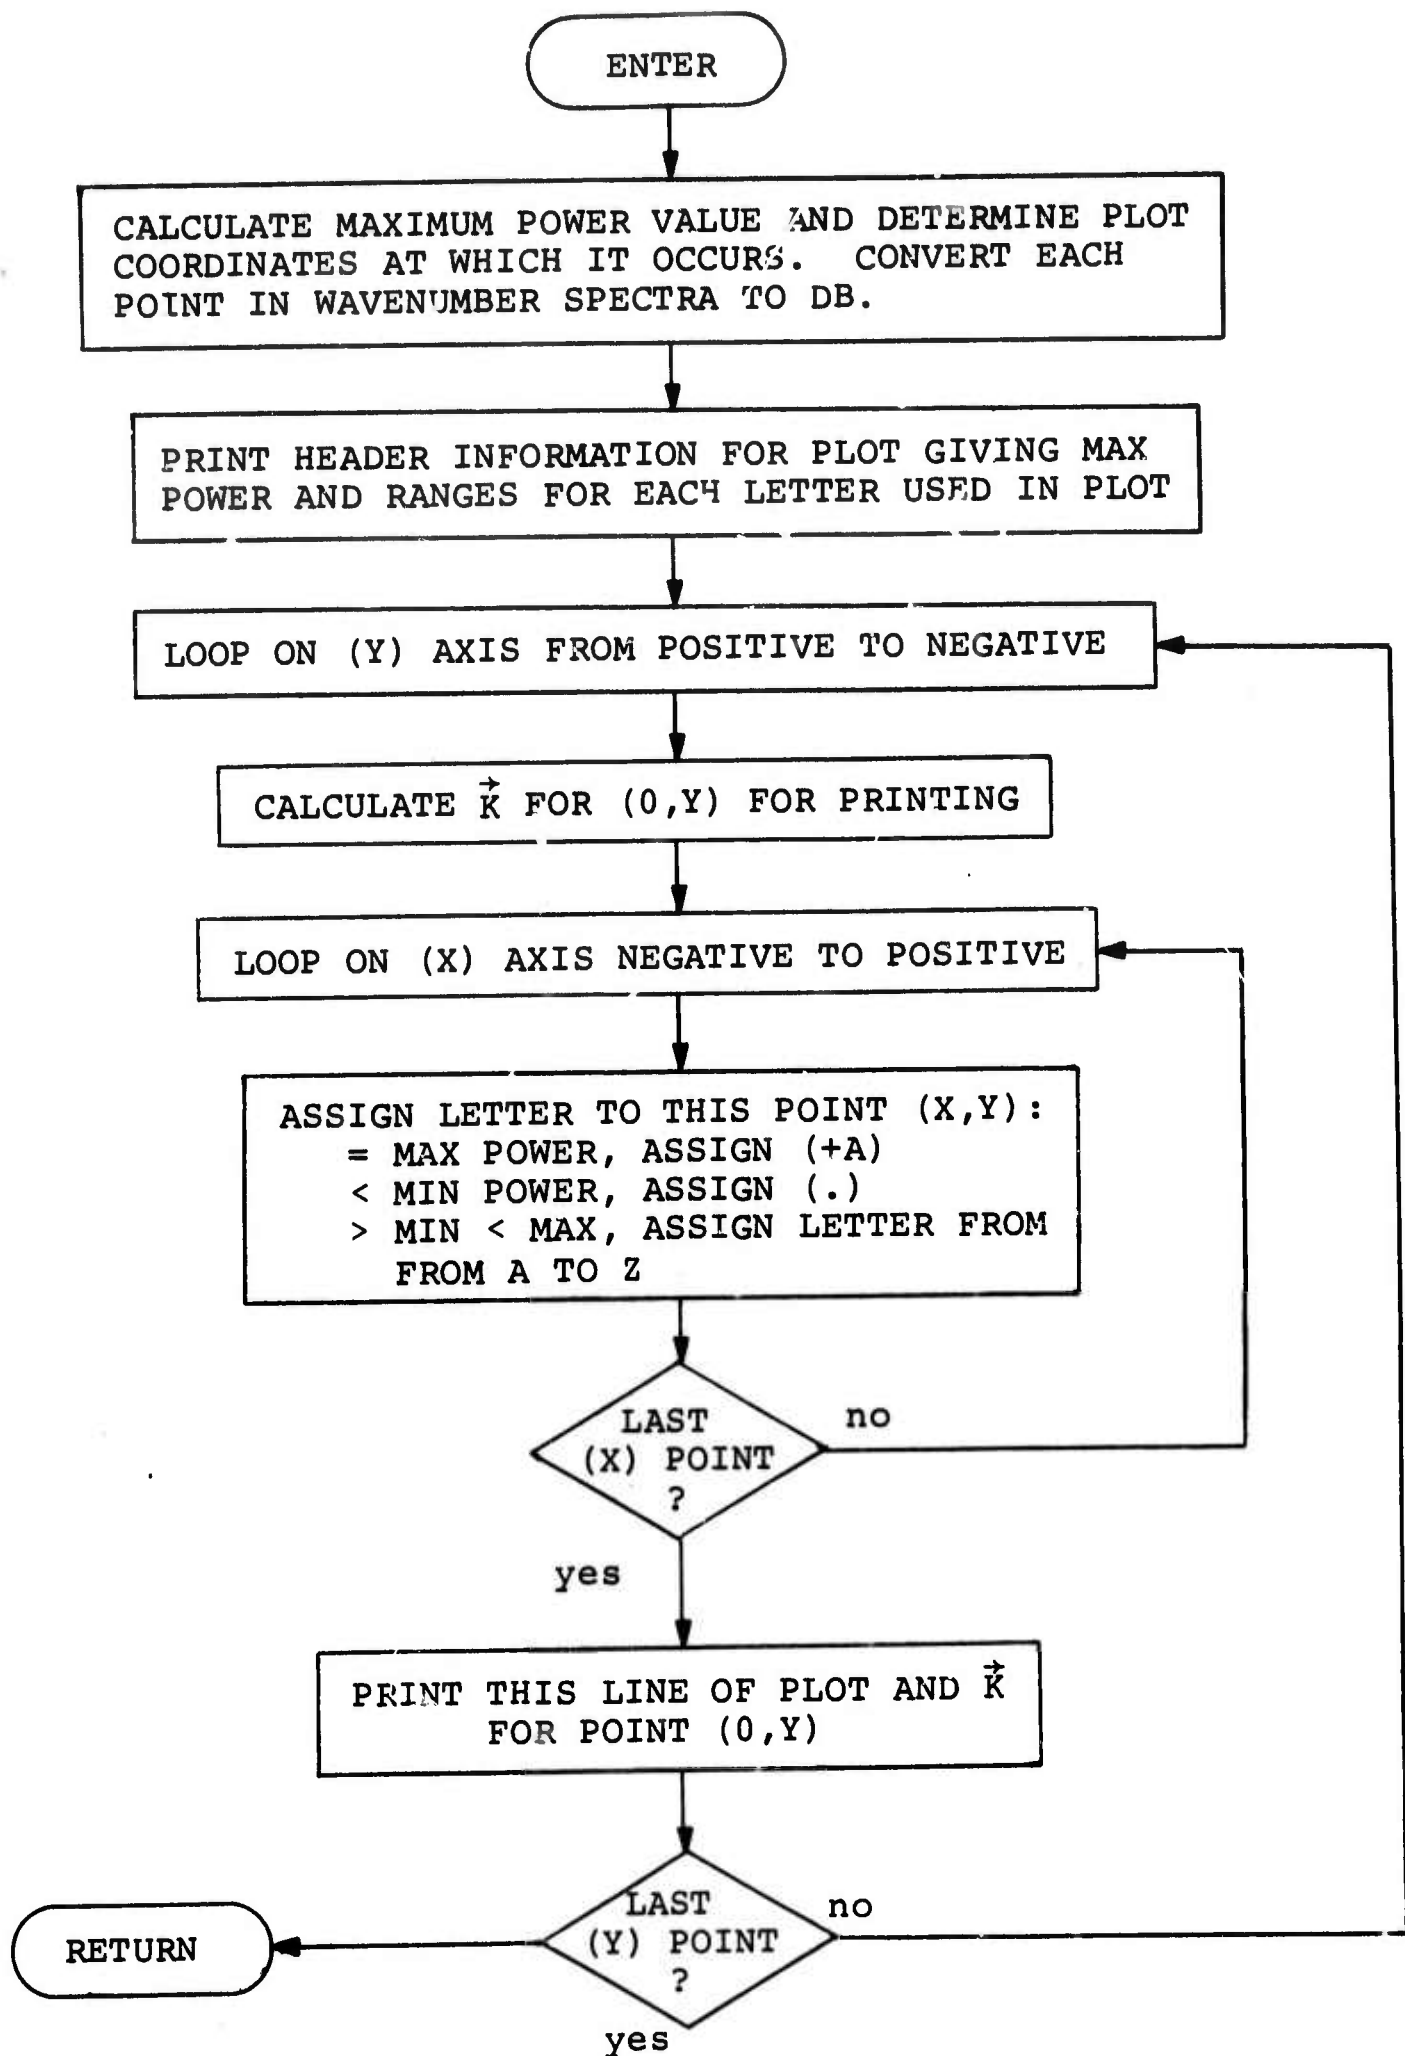 ENTER
CALCULATE MAXIMUM POWER VALUE AND DETERMINE PLOT
COORDINATES AT WHICH IT OCCURS. CONVERT EACH
POINT IN WAVENUMBER SPECTRA TO DB.
PRINT HEADER INFORMATION FOR PLOT GIVING MAX
POWER AND RANGES FOR EACH LETTER USED IN PLOT
LOOP ON (Y) AXIS FROM POSITIVE TO NEGATIVE
CALCULATE K⃗ FOR (0,Y) FOR PRINTING
LOOP ON (X) AXIS NEGATIVE TO POSITIVE
ASSIGN LETTER TO THIS POINT (X,Y):
= MAX POWER, ASSIGN (+A)
< MIN POWER, ASSIGN (.)
> MIN < MAX, ASSIGN LETTER FROM
FROM A TO Z
LAST
(X) POINT
?
no
yes
PRINT THIS LINE OF PLOT AND K⃗
FOR POINT (0,Y)
LAST
(Y) POINT
?
no
yes
RETURN